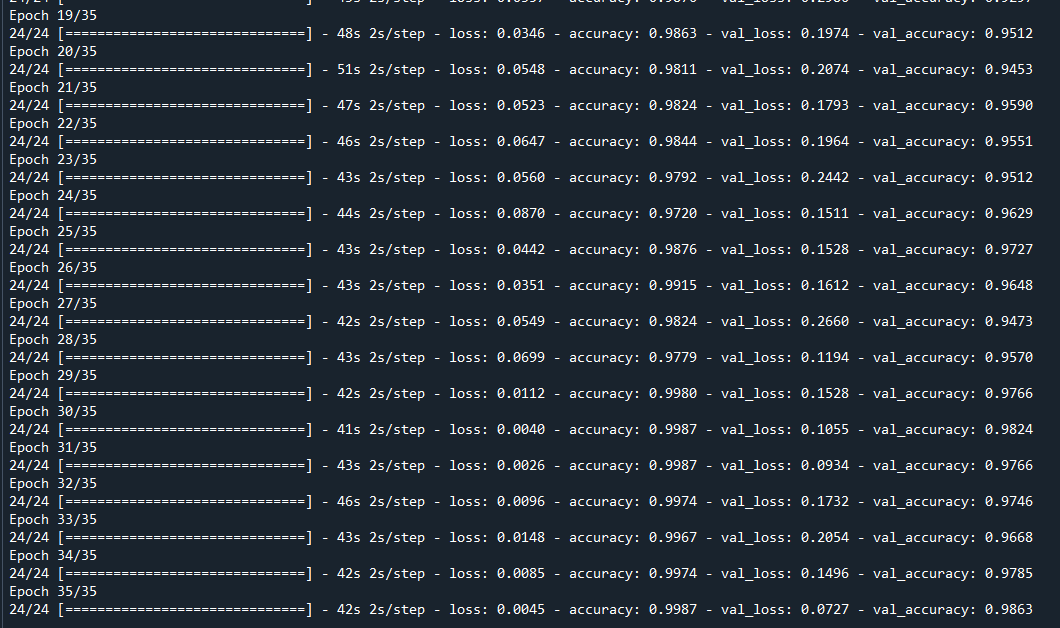 Epoch 19/35
24/24 [==============================] - 48s 2s/step - loss: 0.0346 - accuracy: 0.9863 - val_loss: 0.1974 - val_accuracy: 0.9512
Epoch 20/35
24/24 [==============================] - 51s 2s/step - loss: 0.0548 - accuracy: 0.9811 - val_loss: 0.2074 - val_accuracy: 0.9453
Epoch 21/35
24/24 [==============================] - 47s 2s/step - loss: 0.0523 - accuracy: 0.9824 - val_loss: 0.1793 - val_accuracy: 0.9590
Epoch 22/35
24/24 [==============================] - 46s 2s/step - loss: 0.0647 - accuracy: 0.9844 - val_loss: 0.1964 - val_accuracy: 0.9551
Epoch 23/35
24/24 [==============================] - 43s 2s/step - loss: 0.0560 - accuracy: 0.9792 - val_loss: 0.2442 - val_accuracy: 0.9512
Epoch 24/35
24/24 [==============================] - 44s 2s/step - loss: 0.0870 - accuracy: 0.9720 - val_loss: 0.1511 - val_accuracy: 0.9629
Epoch 25/35
24/24 [==============================] - 43s 2s/step - loss: 0.0442 - accuracy: 0.9876 - val_loss: 0.1528 - val_accuracy: 0.9727
Epoch 26/35
24/24 [==============================] - 43s 2s/step - loss: 0.0351 - accuracy: 0.9915 - val_loss: 0.1612 - val_accuracy: 0.9648
Epoch 27/35
24/24 [==============================] - 42s 2s/step - loss: 0.0549 - accuracy: 0.9824 - val_loss: 0.2660 - val_accuracy: 0.9473
Epoch 28/35
24/24 [==============================] - 43s 2s/step - loss: 0.0699 - accuracy: 0.9779 - val_loss: 0.1194 - val_accuracy: 0.9570
Epoch 29/35
24/24 [==============================] - 42s 2s/step - loss: 0.0112 - accuracy: 0.9980 - val_loss: 0.1528 - val_accuracy: 0.9766
Epoch 30/35
24/24 [==============================] - 41s 2s/step - loss: 0.0040 - accuracy: 0.9987 - val_loss: 0.1055 - val_accuracy: 0.9824
Epoch 31/35
24/24 [==============================] - 43s 2s/step - loss: 0.0026 - accuracy: 0.9987 - val_loss: 0.0934 - val_accuracy: 0.9766
Epoch 32/35
24/24 [==============================] - 46s 2s/step - loss: 0.0096 - accuracy: 0.9974 - val_loss: 0.1732 - val_accuracy: 0.9746
Epoch 33/35
24/24 [==============================] - 43s 2s/step - loss: 0.0148 - accuracy: 0.9967 - val_loss: 0.2054 - val_accuracy: 0.9668
Epoch 34/35
24/24 [==============================] - 42s 2s/step - loss: 0.0085 - accuracy: 0.9974 - val_loss: 0.1496 - val_accuracy: 0.9785
Epoch 35/35
24/24 [==============================] - 42s 2s/step - loss: 0.0045 - accuracy: 0.9987 - val_loss: 0.0727 - val_accuracy: 0.9863